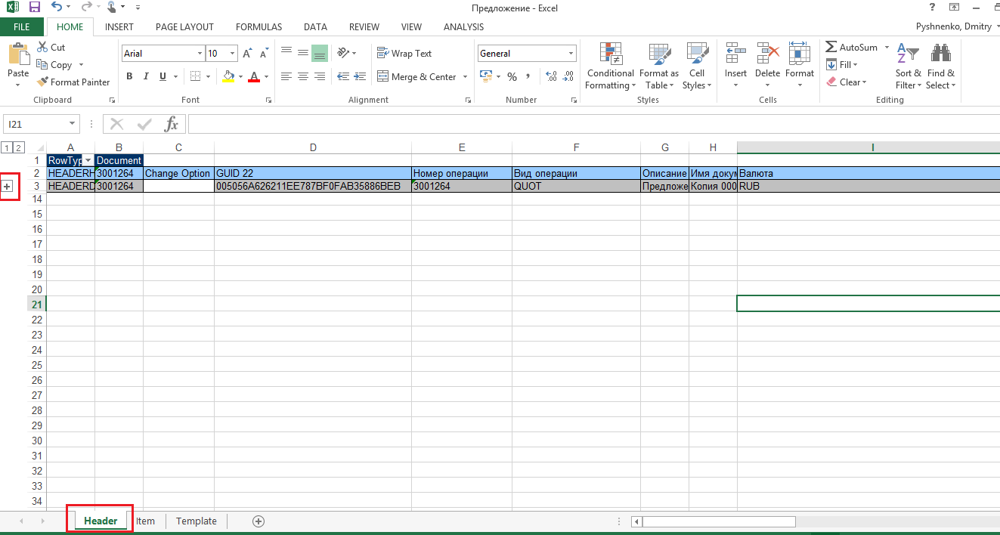 Предложение - Excel
?
FILE HOME INSERT PAGE LAYOUT FORMULAS DATA REVIEW VIEW ANALYSIS Pyshnenko, Dmitry
Paste Cut Copy Format Painter
Clipboard
Arial 10 A A
B I U A
Font
Wrap Text
Merge & Center
Alignment
General
% , .00 .0
Number
Conditional Formatting
Format as Table
Cell Styles
Styles
Insert Delete Format
Cells
AutoSum
Fill
Clear
Sort & Filter
Find & Select
Editing
I21 fx
1 2 A B C D E F G H I
1 RowTyp Document
2 HEADERH 3001264 Change Option GUID 22 Номер операции Вид операции Описание Имя докум Валюта
3 HEADERD 3001264 005056A626211EE787BF0FAB35886BEB 3001264 QUOT Предложе Копия 000 RUB
14
15
16
17
18
19
20
21
22
23
24
25
26
27
28
29
30
31
32
33
34
Header Item Template